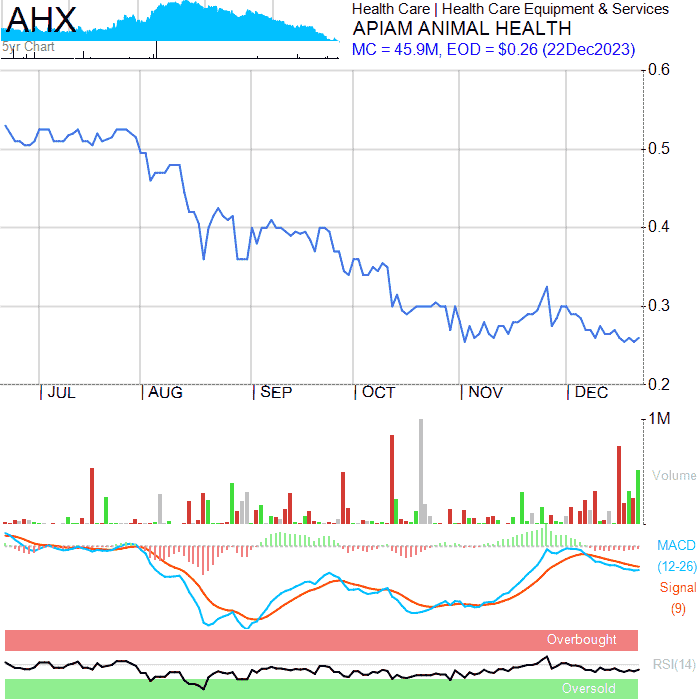 AHX
5yr Chart
Health Care | Health Care Equipment & Services
APIAM ANIMAL HEALTH
MC = 45.9M, EOD = $0.26 (22Dec2023)
0.6
0.5
0.4
0.3
0.2
JUL AUG SEP OCT NOV DEC
1M
Volume
MACD
(12-26)
Signal
(9)
Overbought
RSI(14)
Oversold